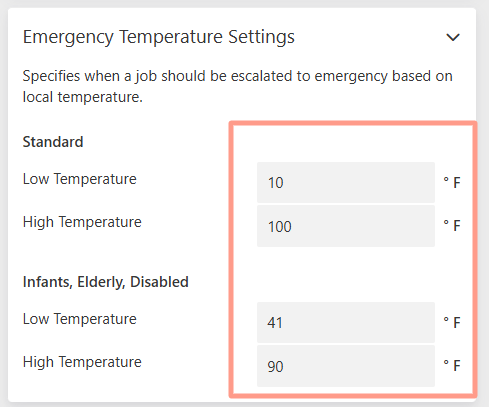 Emergency Temperature Settings
Specifies when a job should be escalated to emergency based on
local temperature.
Standard
Low Temperature 10 ° F
High Temperature 100 ° F
Infants, Elderly, Disabled
Low Temperature 41 ° F
High Temperature 90 ° F